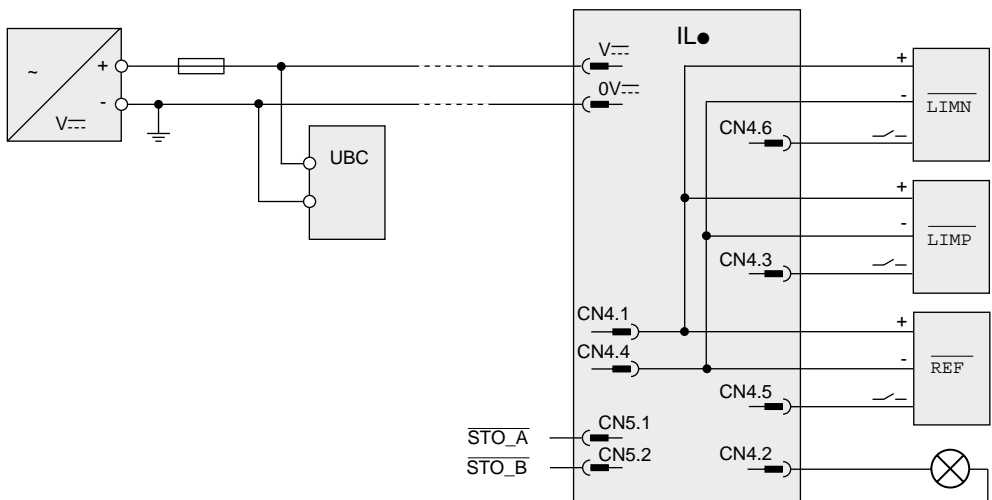 ~
+
-
V⎓
UBC
IL●
V⎓
0V⎓
+
-
LIMN
CN4.6
+
-
LIMP
CN4.3
CN4.1
+
CN4.4
-
REF
CN4.5
STO_A
CN5.1
STO_B
CN5.2
CN4.2